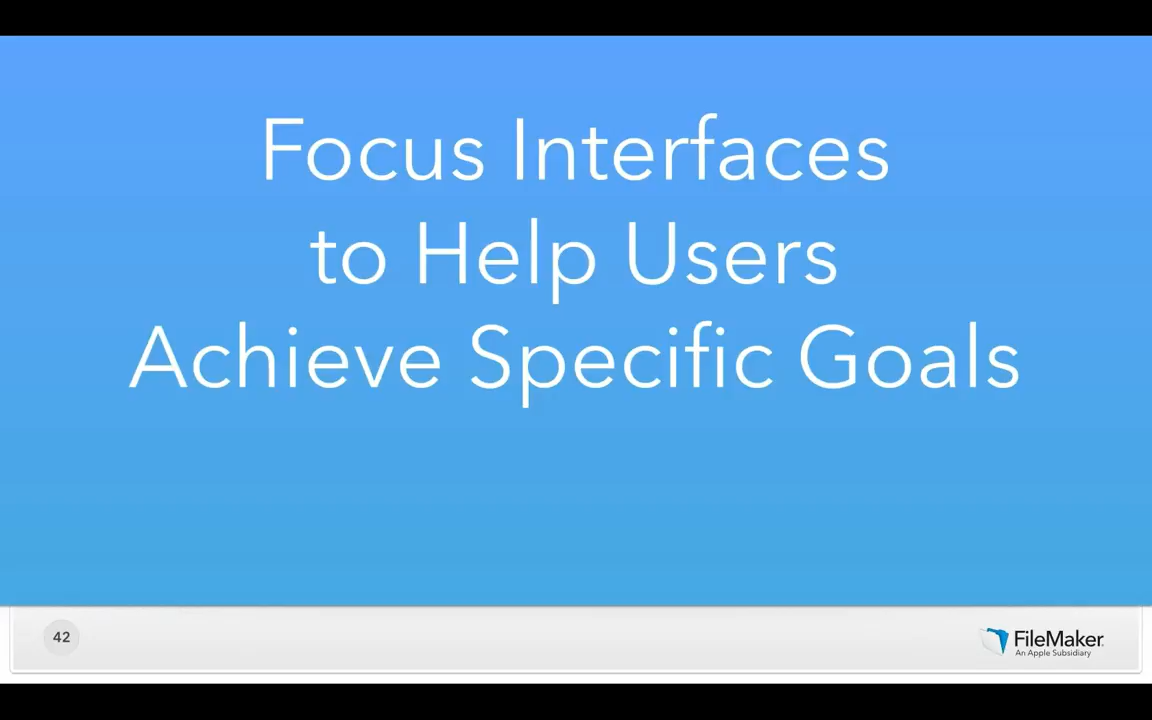 Focus Interfaces
to Help Users
Achieve Specific Goals
42
FileMaker
An Apple Subsidiary